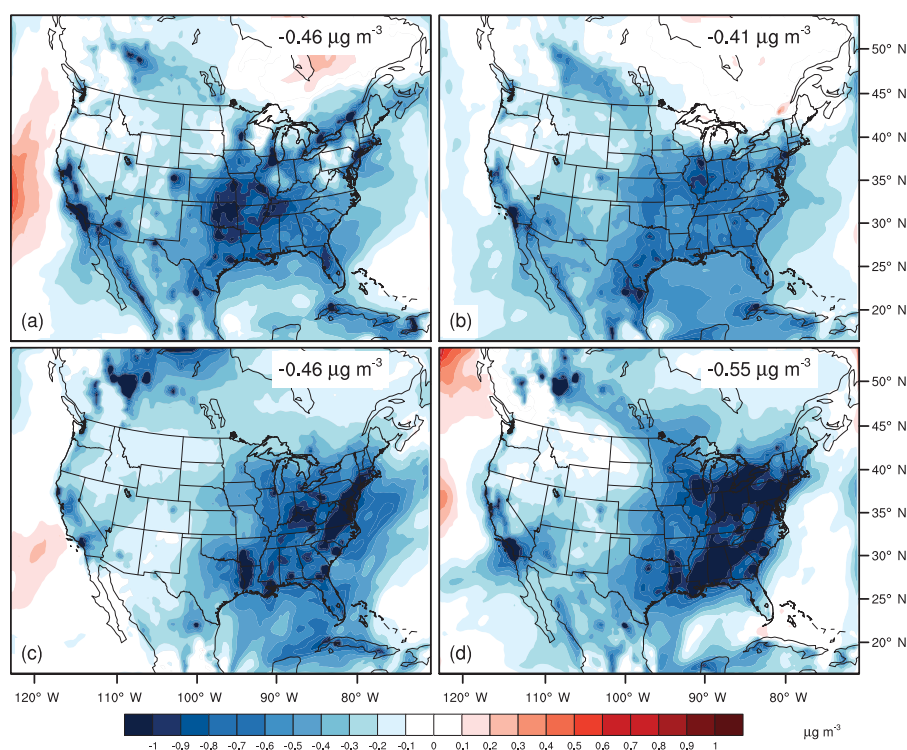 -0.46 µg m⁻³
-0.41 µg m⁻³
50° N
45° N
40° N
35° N
30° N
25° N
20° N
(a)
(b)
-0.46 µg m⁻³
-0.55 µg m⁻³
50° N
45° N
40° N
35° N
30° N
25° N
20° N
(c)
(d)
120° W 110° W 100° W 90° W 80° W
120° W 110° W 100° W 90° W 80° W
-1 -0.9 -0.8 -0.7 -0.6 -0.5 -0.4 -0.3 -0.2 -0.1 0 0.1 0.2 0.3 0.4 0.5 0.6 0.7 0.8 0.9 1
µg m⁻³